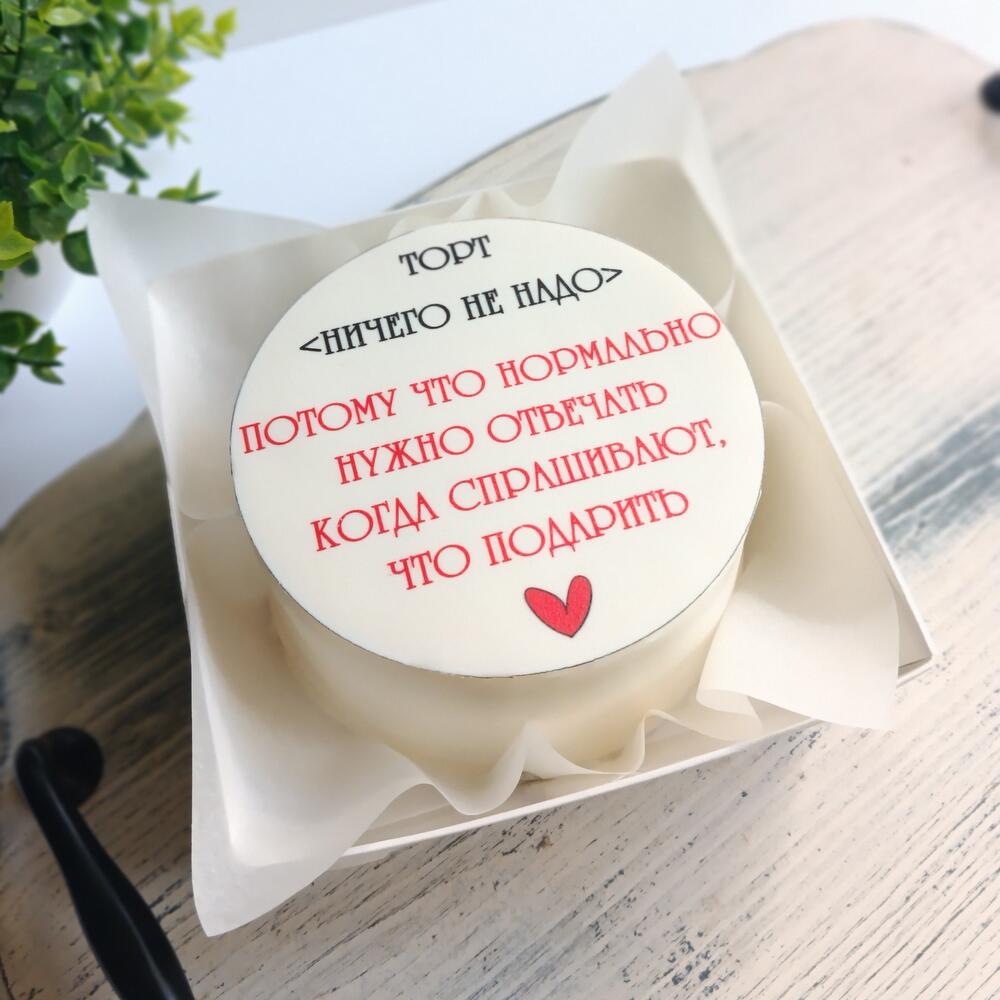 ТОРТ
<НИЧЕГО НЕ НАДО>
ПОТОМУ ЧТО НОРМАЛЬНО
НУЖНО ОТВЕЧАТЬ
КОГДА СПРАШИВАЮТ,
ЧТО ПОДАРИТЬ